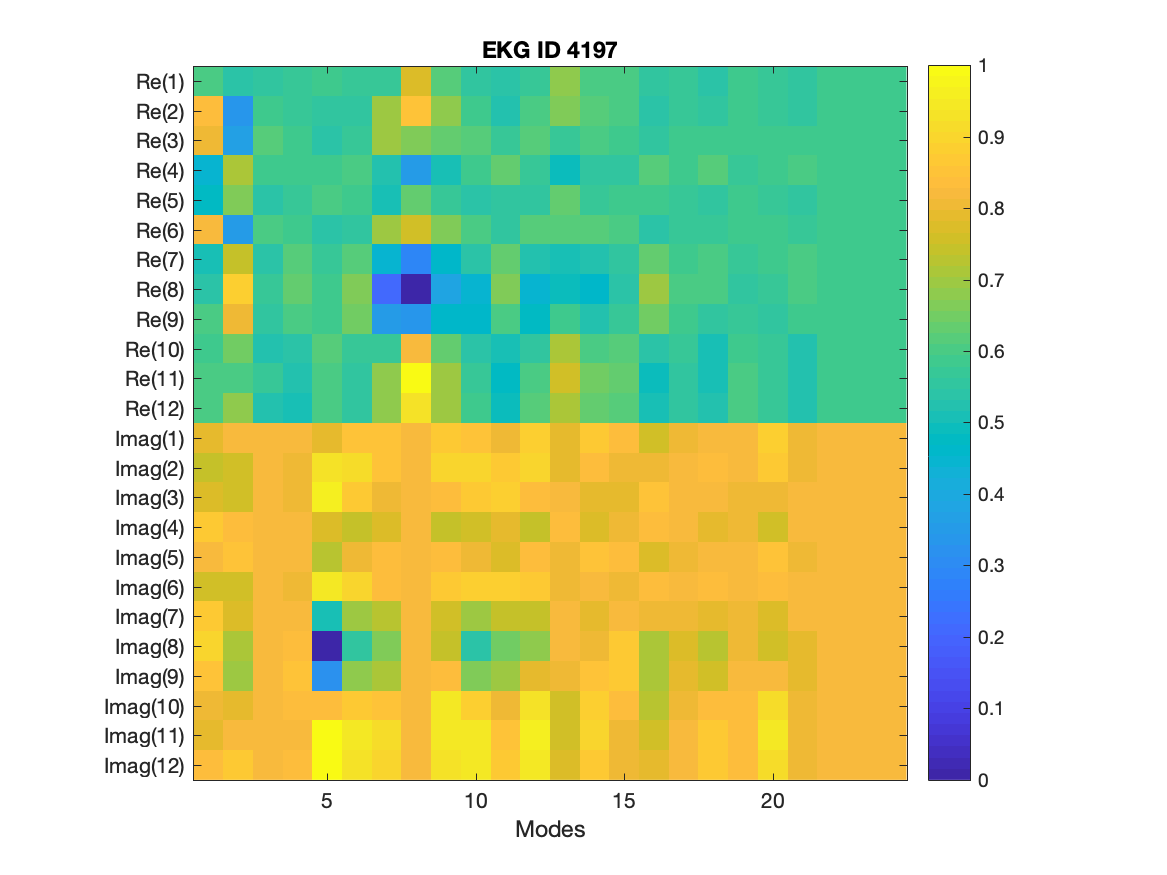 EKG ID 4197
Re(1)
Re(2)
Re(3)
Re(4)
Re(5)
Re(6)
Re(7)
Re(8)
Re(9)
Re(10)
Re(11)
Re(12)
Imag(1)
Imag(2)
Imag(3)
Imag(4)
Imag(5)
Imag(6)
Imag(7)
Imag(8)
Imag(9)
Imag(10)
Imag(11)
Imag(12)
5 10 15 20
Modes
1
0.9
0.8
0.7
0.6
0.5
0.4
0.3
0.2
0.1
0